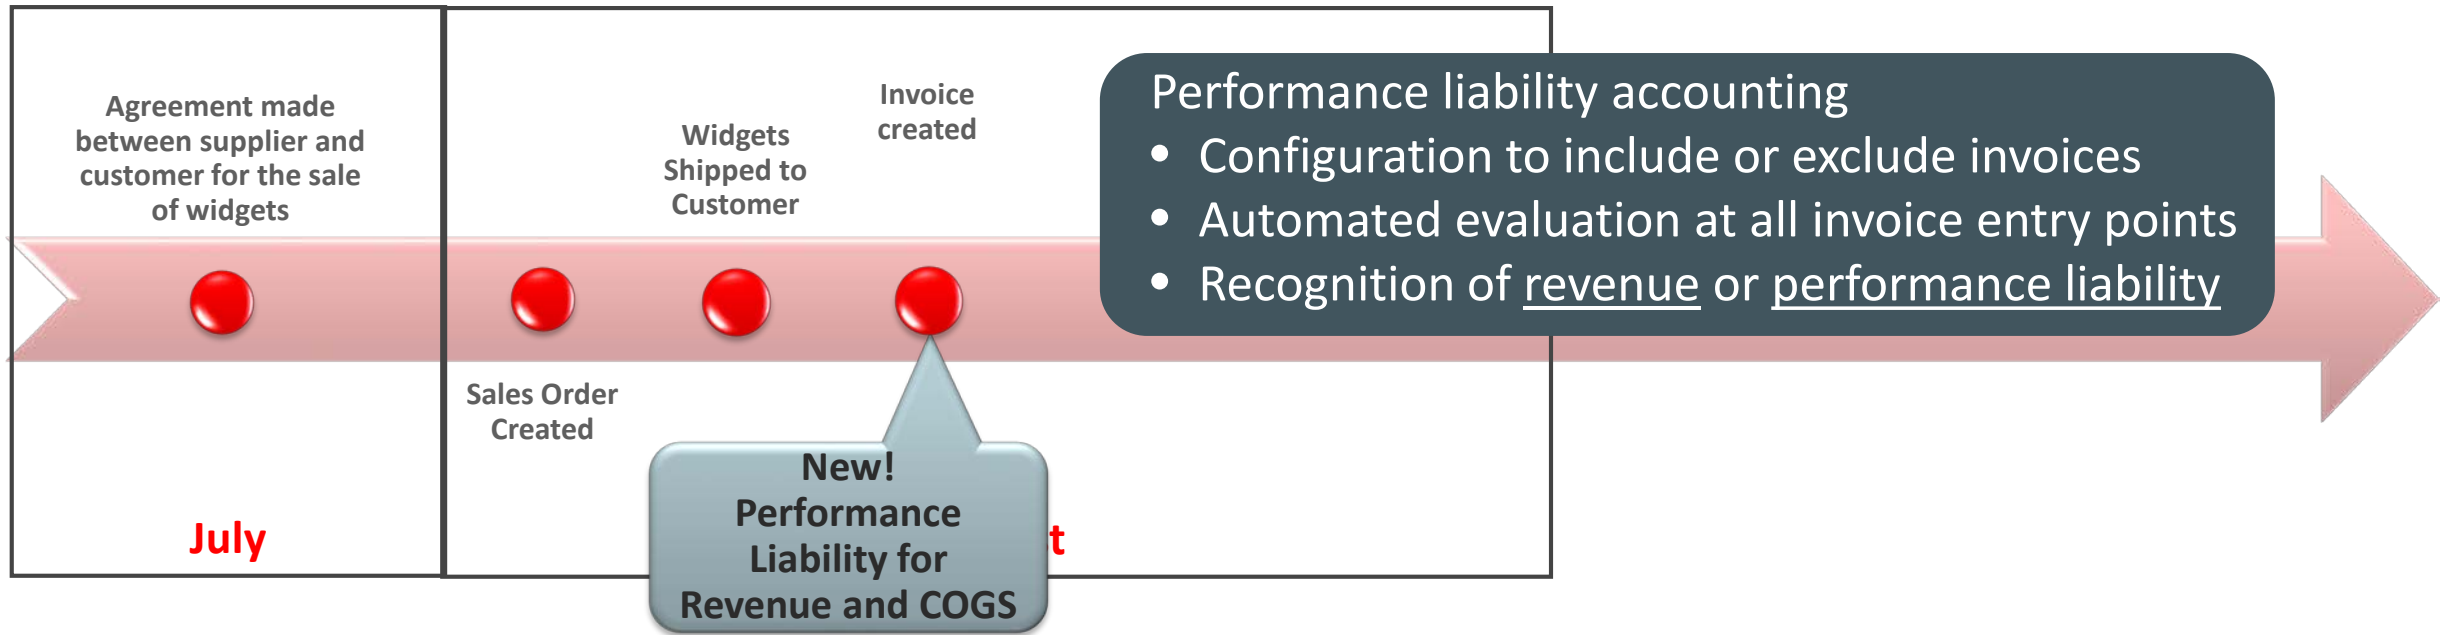 Agreement made
between supplier and
customer for the sale
of widgets
Widgets
Shipped to
Customer
Invoice
created
Performance liability accounting
• Configuration to include or exclude invoices
• Automated evaluation at all invoice entry points
• Recognition of revenue or performance liability
Sales Order
Created
New!
Performance
Liability for
Revenue and COGS
July